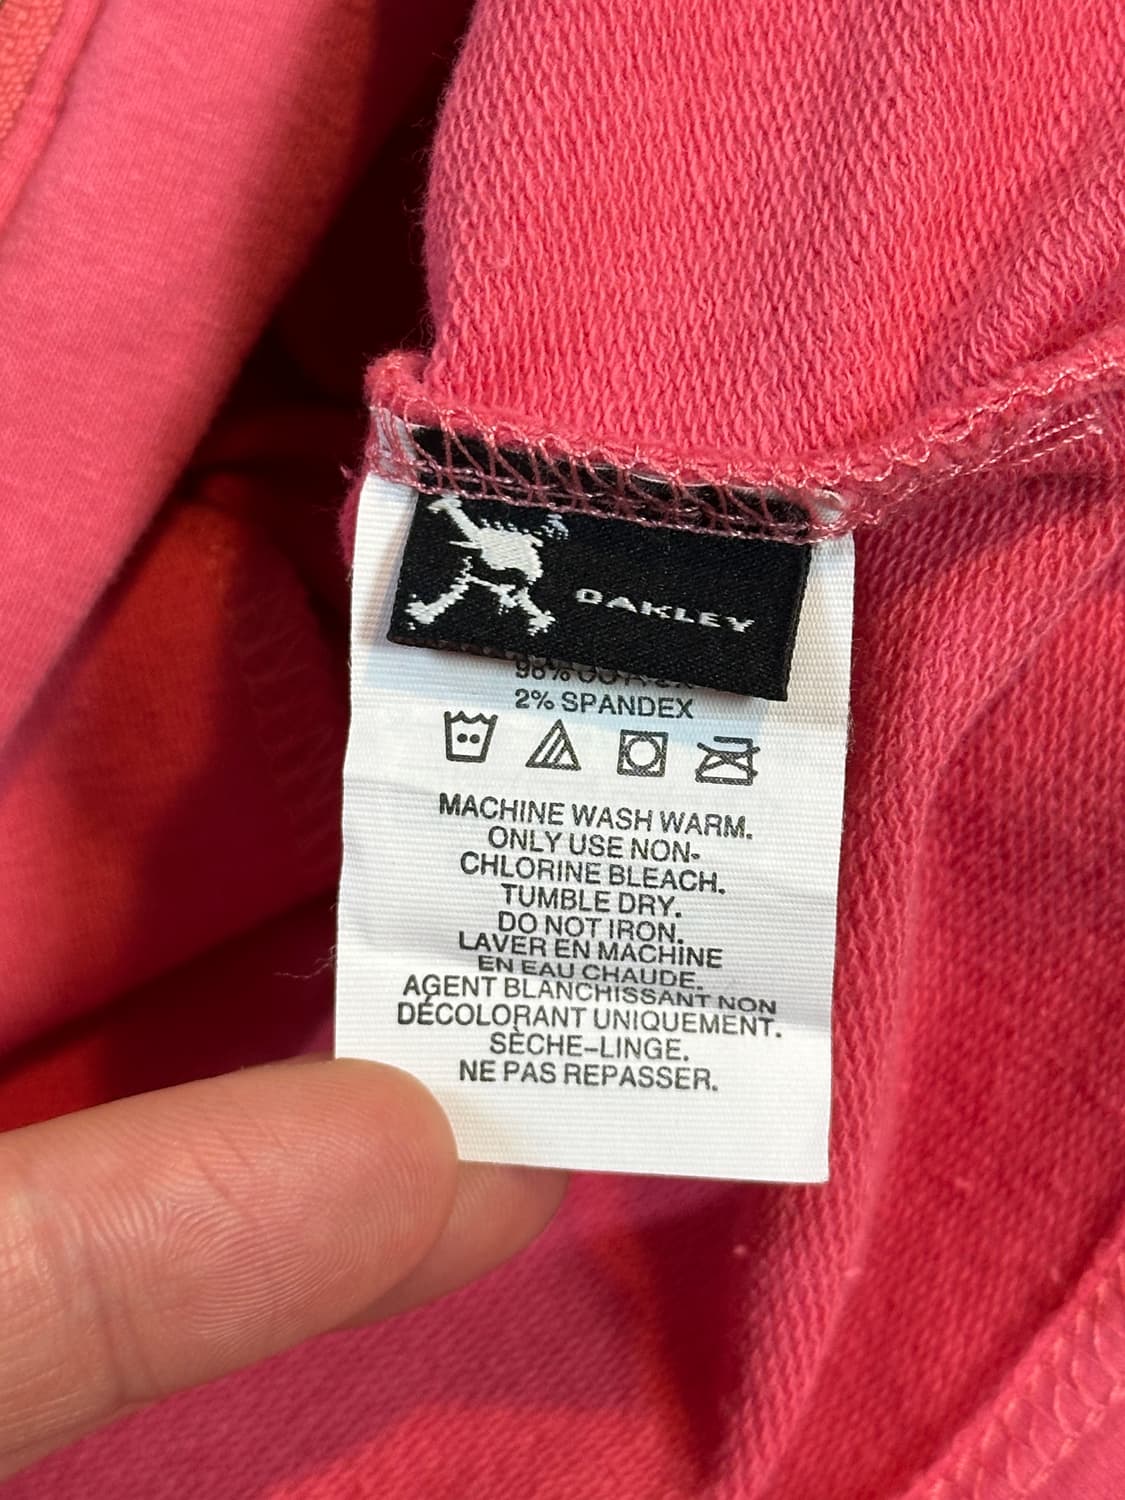 OAKLEY
98%
2% SPANDEX
MACHINE WASH WARM.
ONLY USE NON-
CHLORINE BLEACH.
TUMBLE DRY.
DO NOT IRON.
LAVER EN MACHINE
EN EAU CHAUDE.
AGENT BLANCHISSANT NON
DÉCOLORANT UNIQUEMENT.
SÈCHE-LINGE.
NE PAS REPASSER.